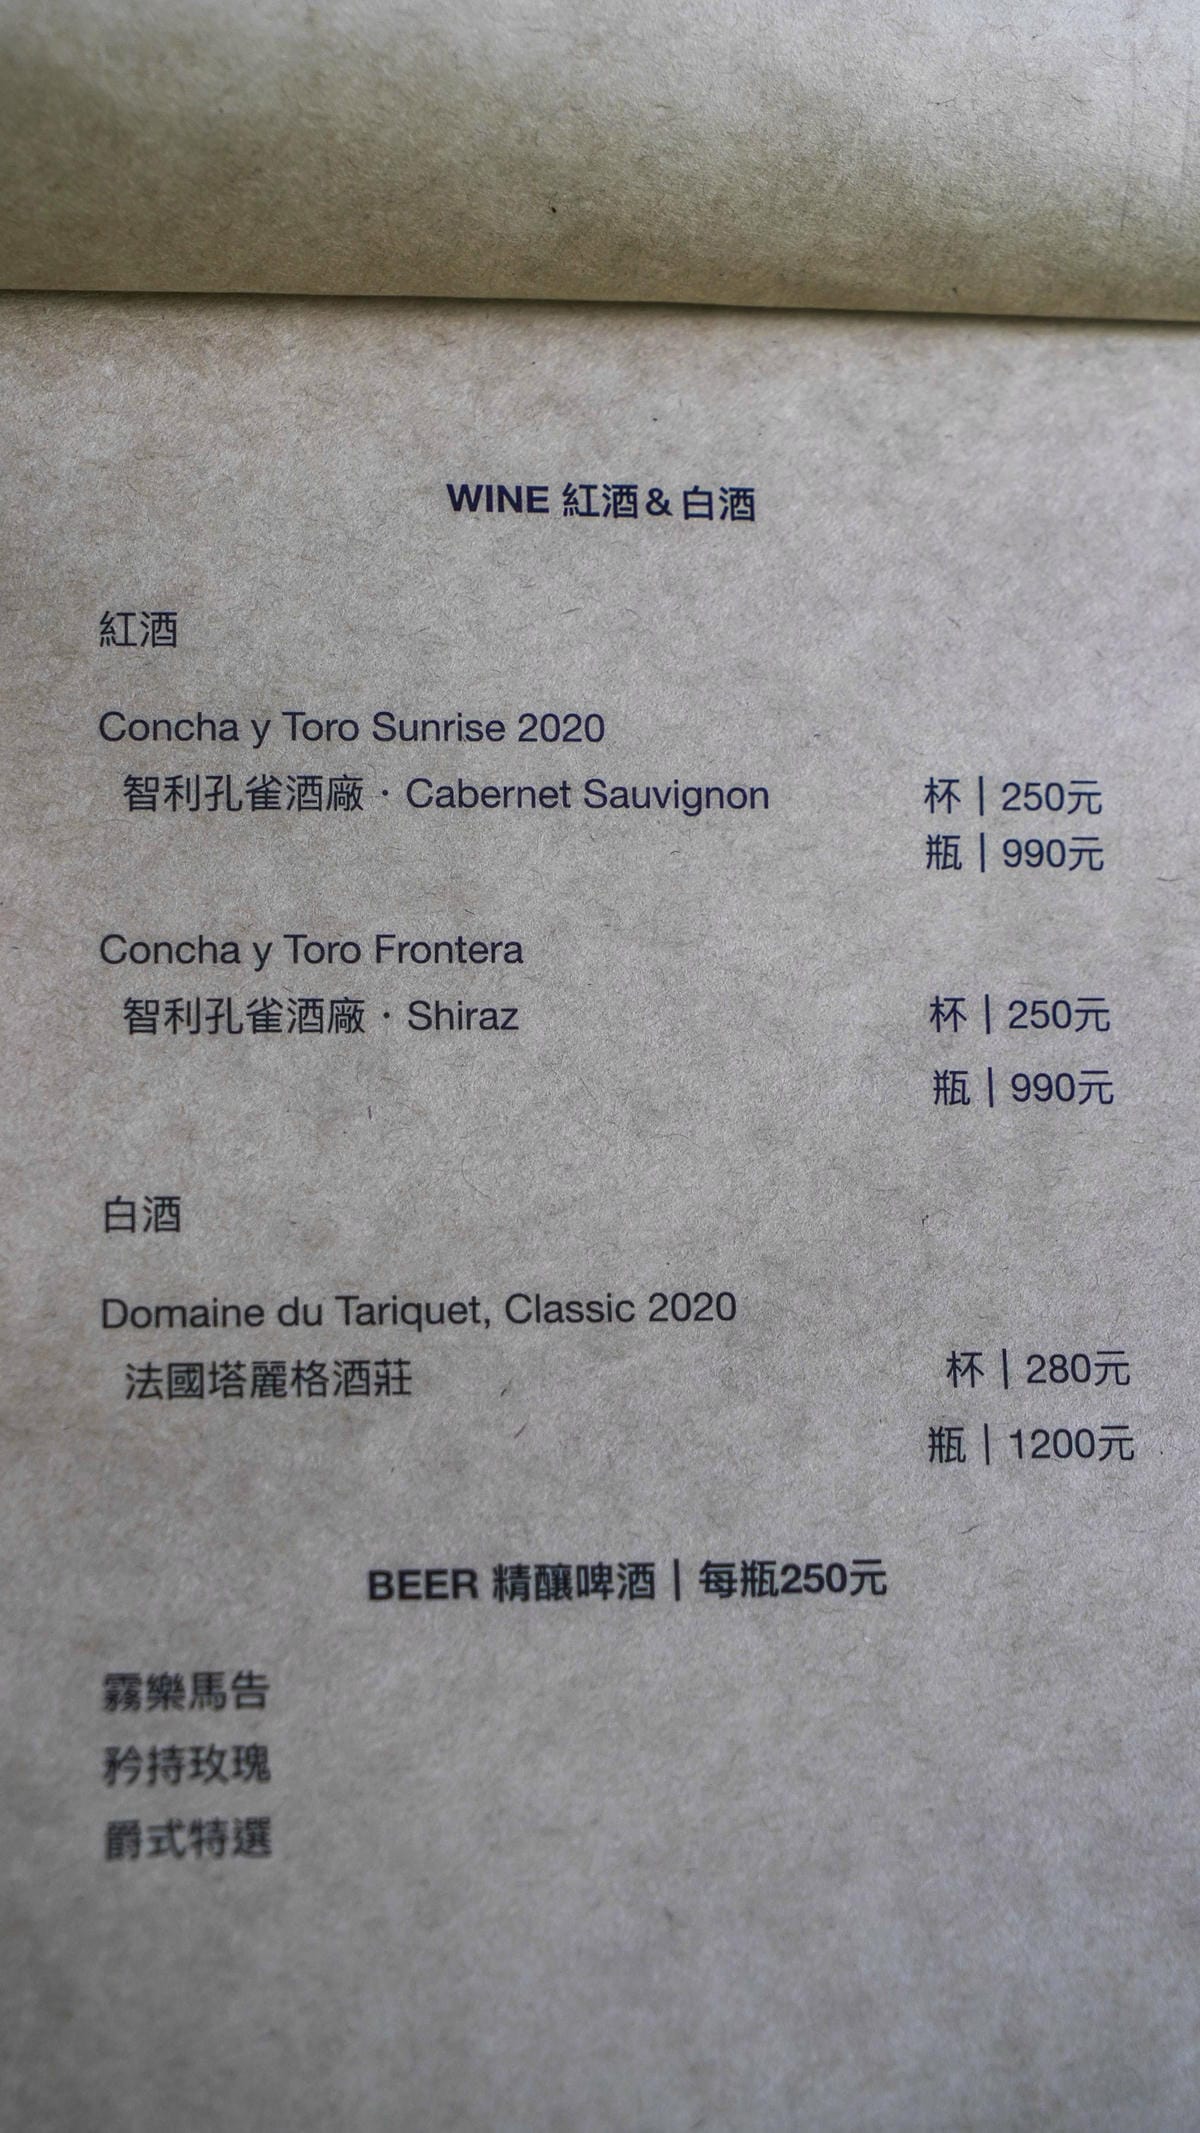 WINE 紅酒＆白酒
紅酒
Concha y Toro Sunrise 2020
智利孔雀酒廠・Cabernet Sauvignon 杯｜250元
瓶｜990元
Concha y Toro Frontera
智利孔雀酒廠・Shiraz 杯｜250元
瓶｜990元
白酒
Domaine du Tariquet, Classic 2020
法國塔麗格酒莊 杯｜280元
瓶｜1200元
BEER 精釀啤酒｜每瓶250元
霧樂馬告
矜持玫瑰
爵式特選